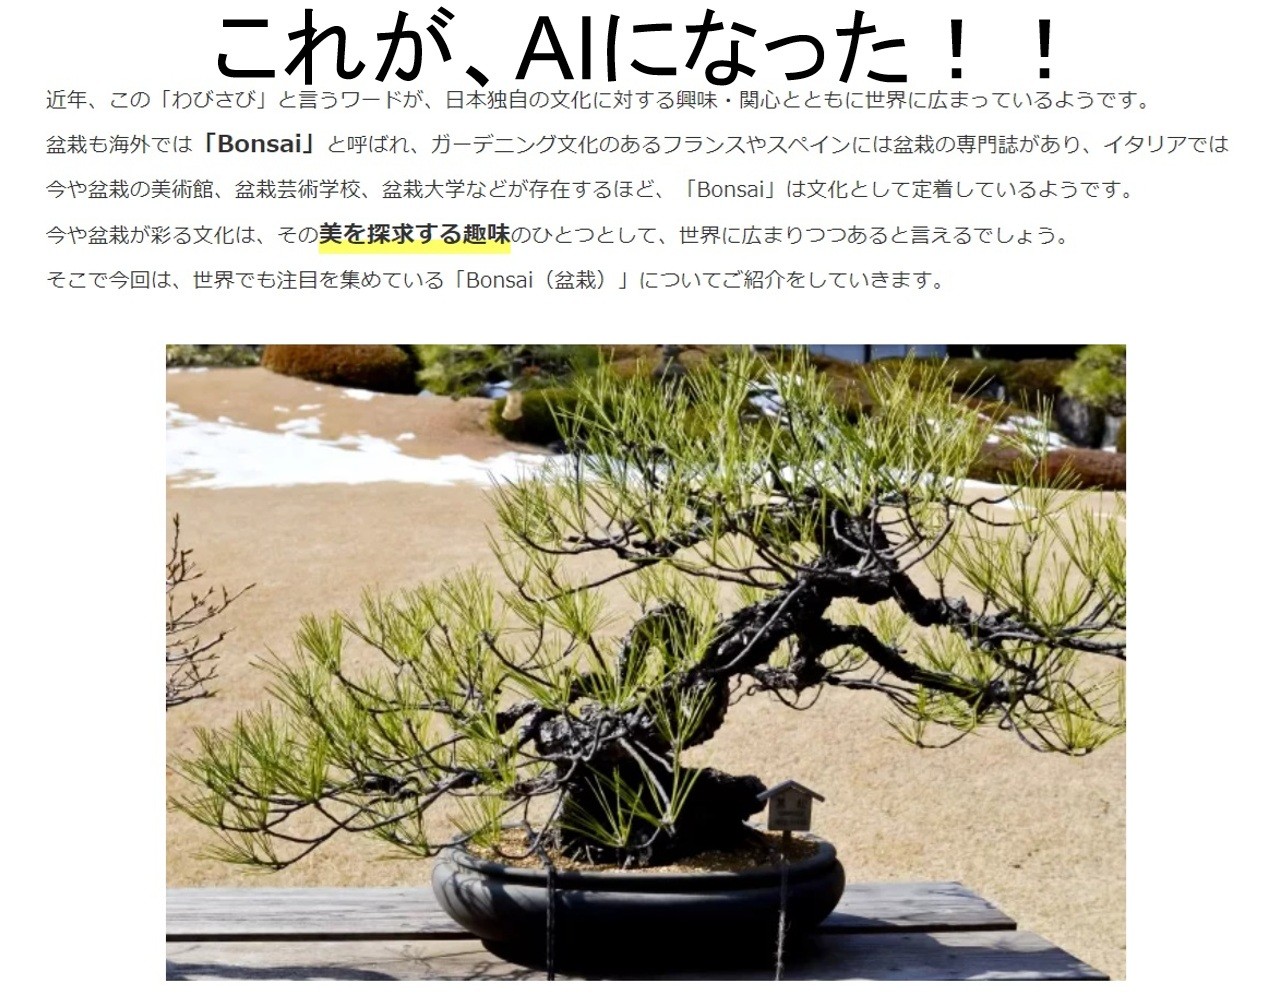 これが、AIになった！！
近年、この「わびさび」と言うワードが、日本独自の文化に対する興味・関心とともに世界に広まっているようです。
盆栽も海外では「Bonsai」と呼ばれ、ガーデニング文化のあるフランスやスペインには盆栽の専門誌があり、イタリアでは
今や盆栽の美術館、盆栽芸術学校、盆栽大学などが存在するほど、「Bonsai」は文化として定着しているようです。
今や盆栽が彩る文化は、その美を探求する趣味のひとつとして、世界に広まりつつあると言えるでしょう。
そこで今回は、世界でも注目を集めている「Bonsai（盆栽）」についてご紹介をしていきます。